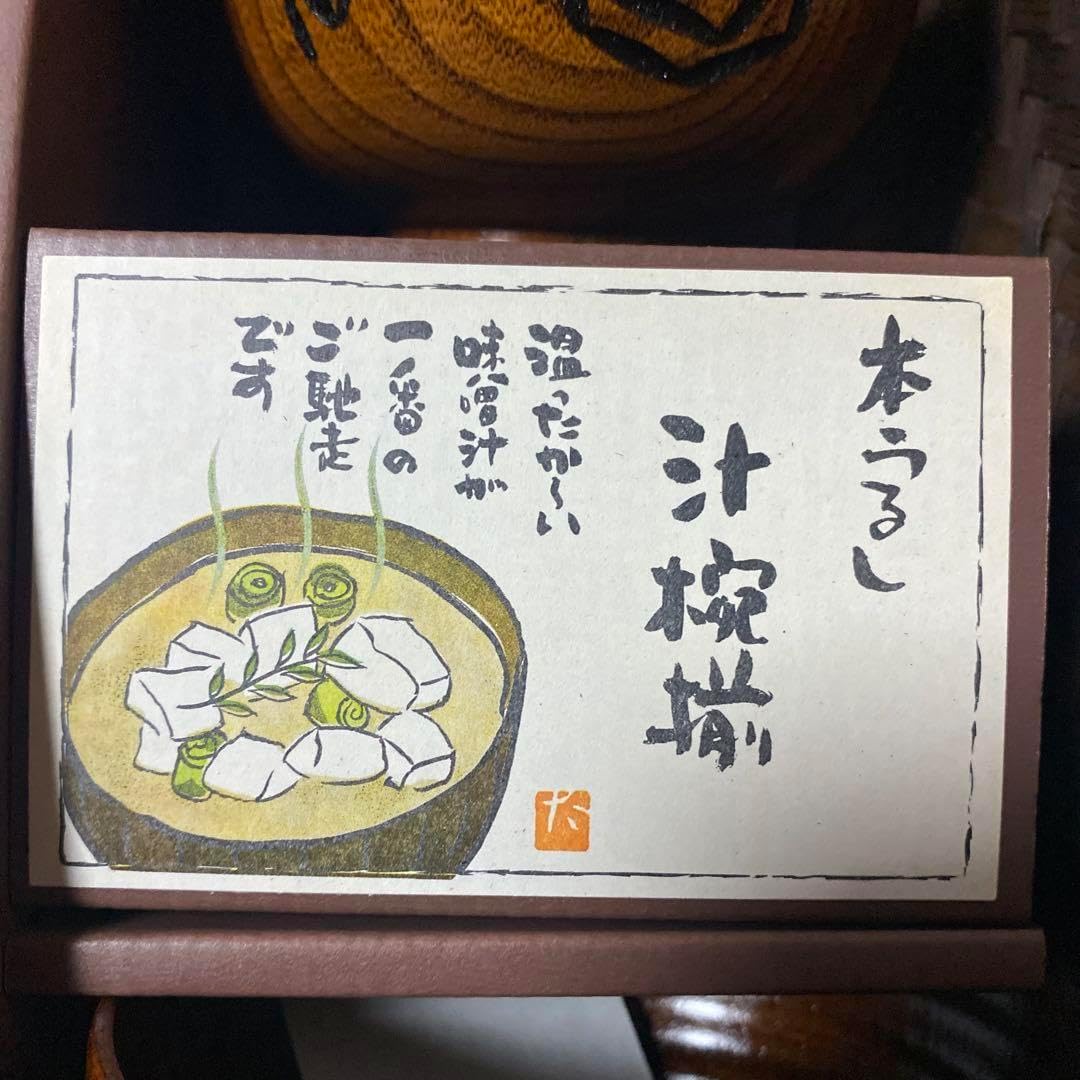 本うるし
汁椀揃
温ったか〜い
味噌汁が
一番の
ご馳走
です